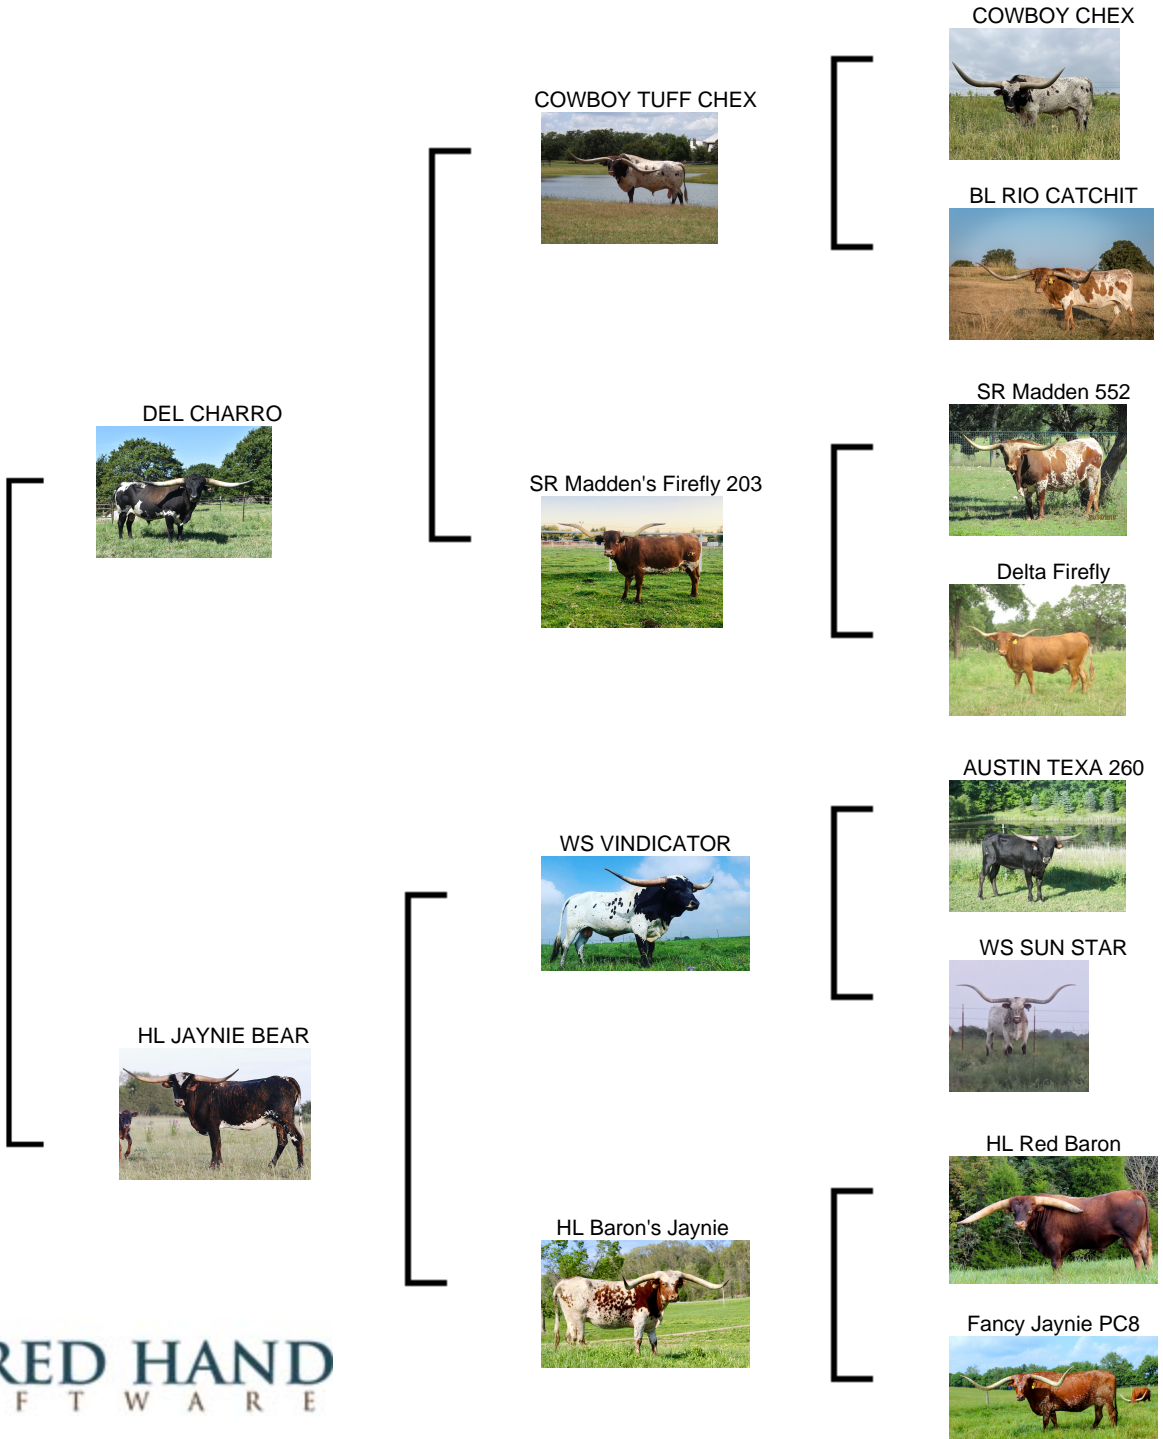 COWBOY CHEX
COWBOY TUFF CHEX
BL RIO CATCHIT
SR Madden 552
DEL CHARRO
SR Madden's Firefly 203
Delta Firefly
AUSTIN TEXA 260
WS VINDICATOR
WS SUN STAR
HL JAYNIE BEAR
HL Red Baron
HL Baron's Jaynie
Fancy Jaynie PC8
RED HAND
F T W A R E